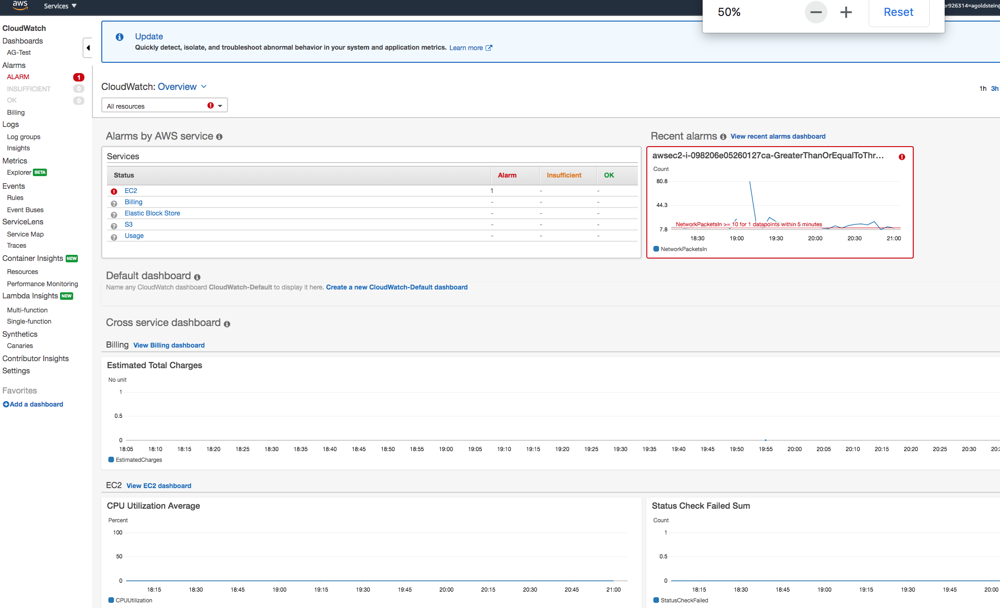 aws
Services ▼
50%
Reset
er926314=agoldstein@
CloudWatch
Dashboards
AG-Test
Alarms
ALARM 1
INSUFFICIENT 0
OK 0
Billing
Logs
Log groups
Insights
Metrics
Explorer BETA
Events
Rules
Event Buses
ServiceLens
Service Map
Traces
Container Insights NEW
Resources
Performance Monitoring
Lambda Insights NEW
Multi-function
Single-function
Synthetics
Canaries
Contributor Insights
Settings
Favorites
Add a dashboard
Update
Quickly detect, isolate, and troubleshoot abnormal behavior in your system and application metrics. Learn more
CloudWatch: Overview
1h 3h
All resources
Alarms by AWS service
Services
Status Alarm Insufficient OK
EC2 1 - -
Billing - - -
Elastic Block Store - - -
S3 - - -
Usage - - -
Recent alarms View recent alarms dashboard
awsec2-i-098206e05260127ca-GreaterThanOrEqualToThr...
Count
80.8
44.3
7.8
NetworkPacketsIn >= 10 for 1 datapoints within 5 minutes
18:30 19:00 19:30 20:00 20:30 21:00
NetworkPacketsIn
Default dashboard
Name any CloudWatch dashboard CloudWatch-Default to display it here. Create a new CloudWatch-Default dashboard
Cross service dashboard
Billing View Billing dashboard
Estimated Total Charges
No unit
1
0.5
0
18:05 18:10 18:15 18:20 18:25 18:30 18:35 18:40 18:45 18:50 18:55 19:00 19:05 19:10 19:15 19:20 19:25 19:30 19:35 19:40 19:45 19:50 19:55 20:00 20:05 20:10 20:15 20:20 20:25 20:30 20:
EstimatedCharges
EC2 View EC2 dashboard
CPU Utilization Average
Percent
100
50
0
18:15 18:30 18:45 19:00 19:15 19:30 19:45 20:00 20:15 20:30 20:45 21:00
CPUUtilization
Status Check Failed Sum
Count
1
0.5
0
18:15 18:30 18:45 19:00 19:15 19:30 19:45 20:00
StatusCheckFailed